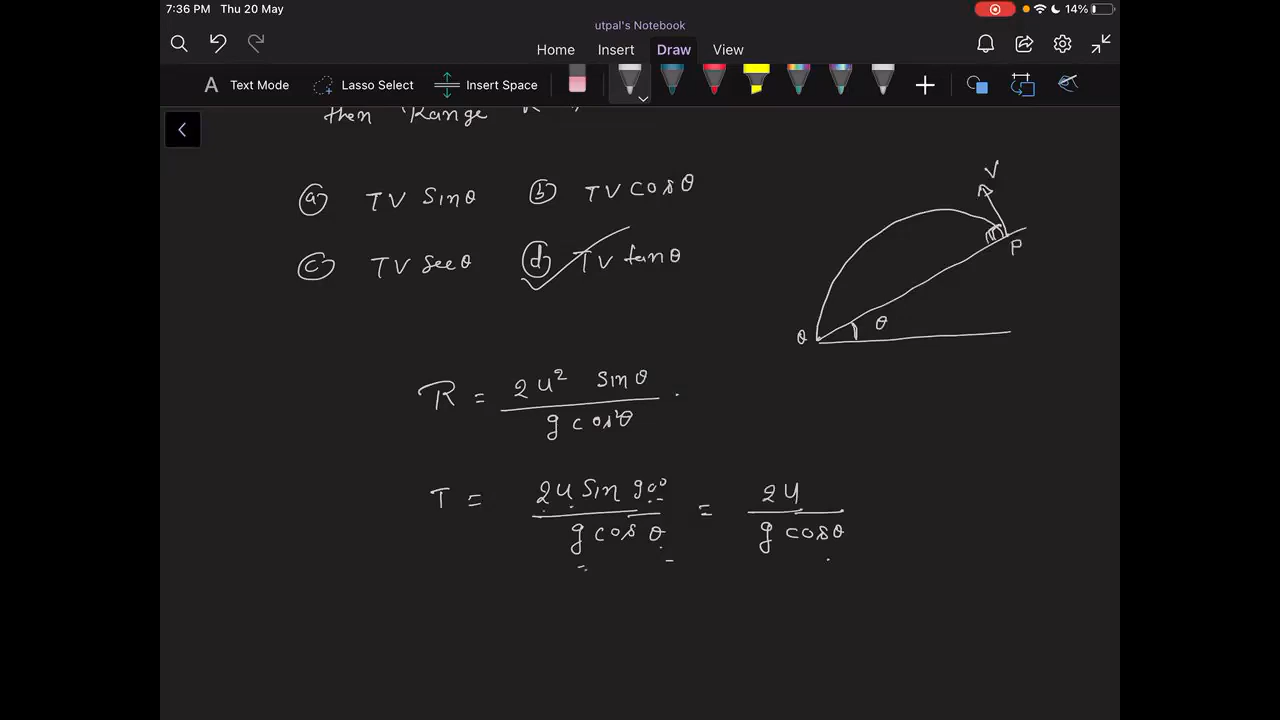 7:36 PM Thu 20 May 14%
utpal's Notebook
Home Insert Draw View
A Text Mode Lasso Select Insert Space
then Range
(a) TV Sinθ (b) TV cosθ
(c) TV Secθ (d) TV tanθ
V
P
O θ
R = 2u² Sinθ / g cos²θ .
T = 2u Sin 90° / g cos θ = 2u / g cosθ